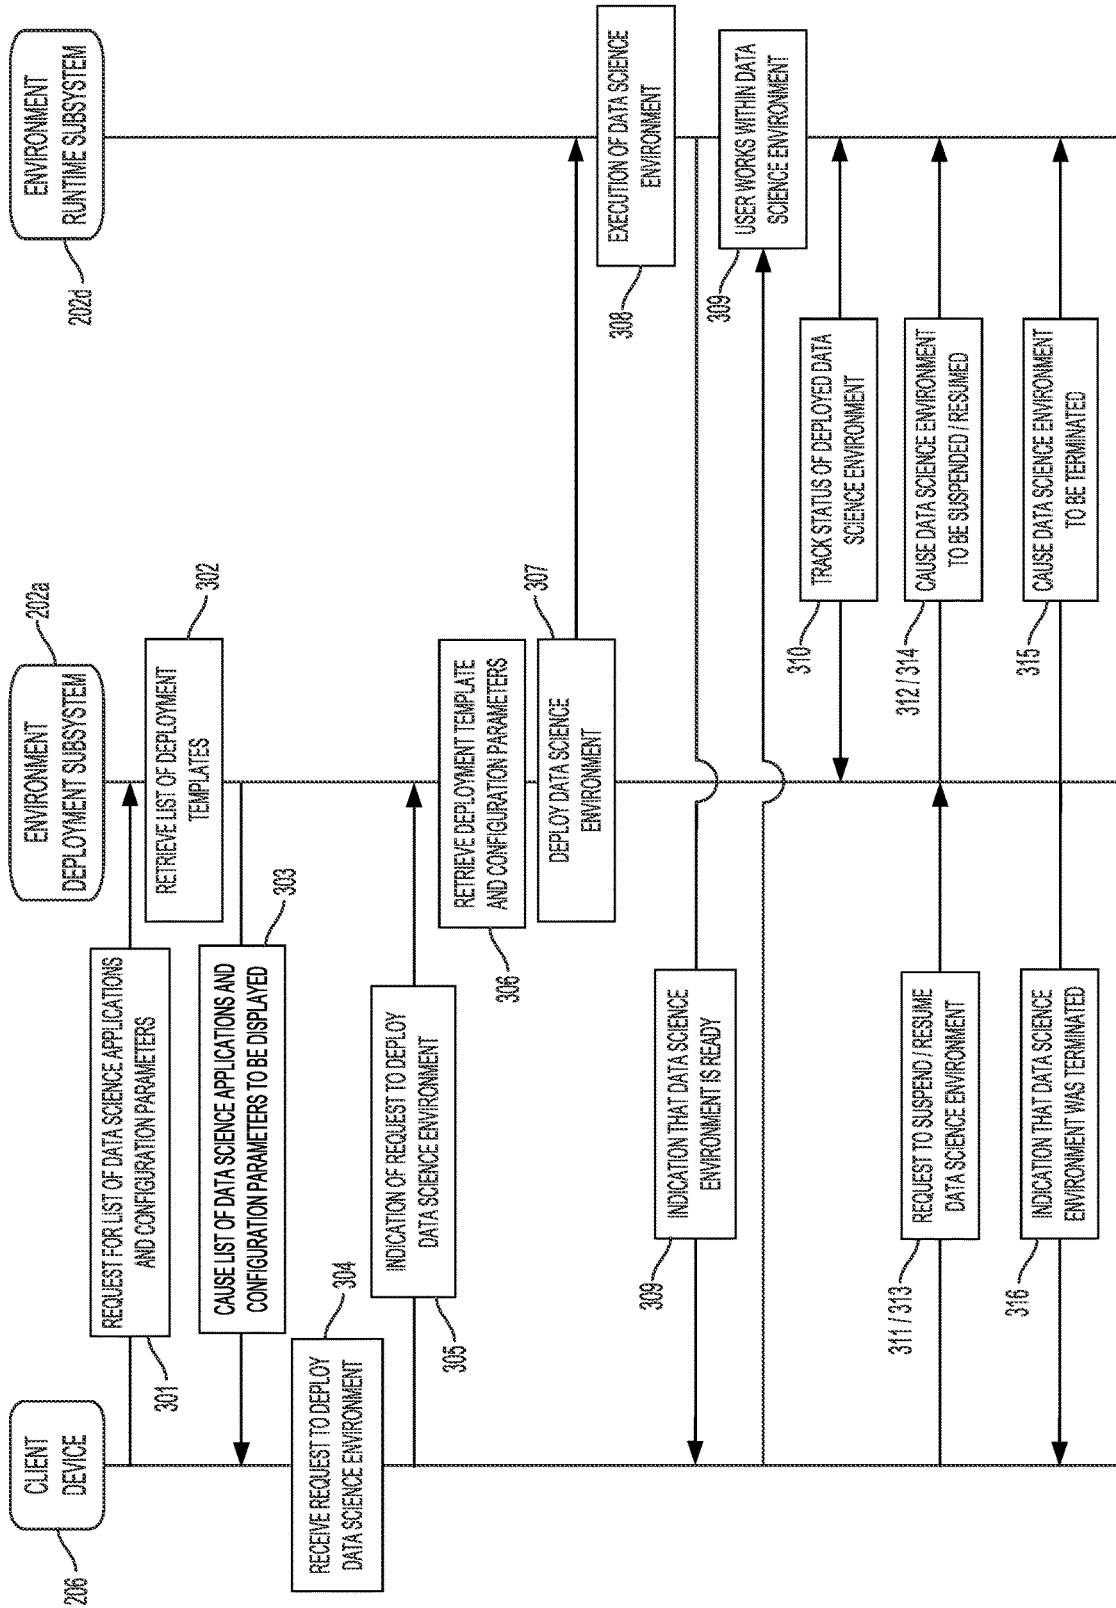 206
CLIENT
DEVICE
ENVIRONMENT
DEPLOYMENT SUBSYSTEM
202a
ENVIRONMENT
RUNTIME SUBSYSTEM
202d
REQUEST FOR LIST OF DATA SCIENCE APPLICATIONS
AND CONFIGURATION PARAMETERS
301
RETRIEVE LIST OF DEPLOYMENT
TEMPLATES
302
CAUSE LIST OF DATA SCIENCE APPLICATIONS AND
CONFIGURATION PARAMETERS TO BE DISPLAYED
303
RECEIVE REQUEST TO DEPLOY
DATA SCIENCE ENVIRONMENT
304
INDICATION OF REQUEST TO DEPLOY
DATA SCIENCE ENVIRONMENT
305
RETRIEVE DEPLOYMENT TEMPLATE
AND CONFIGURATION PARAMETERS
306
DEPLOY DATA SCIENCE
ENVIRONMENT
307
EXECUTION OF DATA SCIENCE
ENVIRONMENT
308
INDICATION THAT DATA SCIENCE
ENVIRONMENT IS READY
309
USER WORKS WITHIN DATA
SCIENCE ENVIRONMENT
309
TRACK STATUS OF DEPLOYED DATA
SCIENCE ENVIRONMENT
310
REQUEST TO SUSPEND / RESUME
DATA SCIENCE ENVIRONMENT
311 / 313
CAUSE DATA SCIENCE ENVIRONMENT
TO BE SUSPENDED / RESUMED
312 / 314
INDICATION THAT DATA SCIENCE
ENVIRONMENT WAS TERMINATED
316
CAUSE DATA SCIENCE ENVIRONMENT
TO BE TERMINATED
315